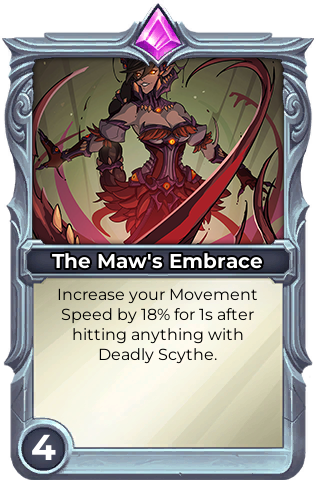 The Maw's Embrace
Increase your Movement
Speed by 18% for 1s after
hitting anything with
Deadly Scythe.
4